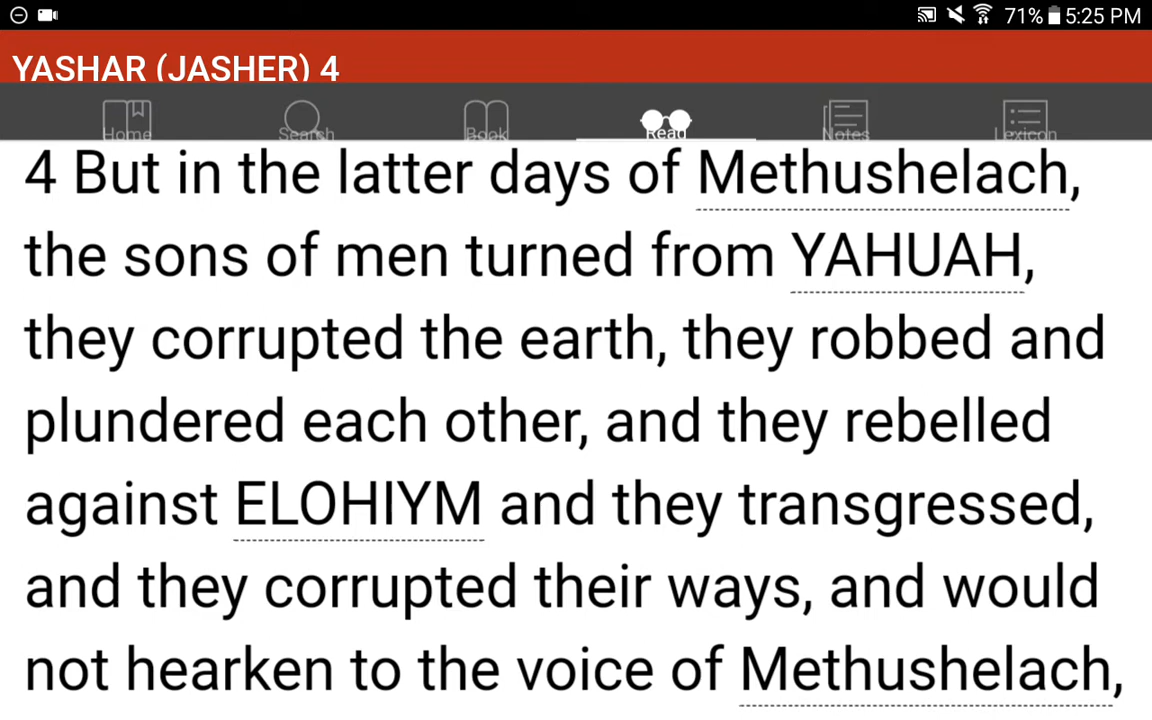 71% 5:25 PM
YASHAR (JASHER) 4
Home Search Book Read Notes Lexicon
4 But in the latter days of Methushelach,
the sons of men turned from YAHUAH,
they corrupted the earth, they robbed and
plundered each other, and they rebelled
against ELOHIYM and they transgressed,
and they corrupted their ways, and would
not hearken to the voice of Methushelach,